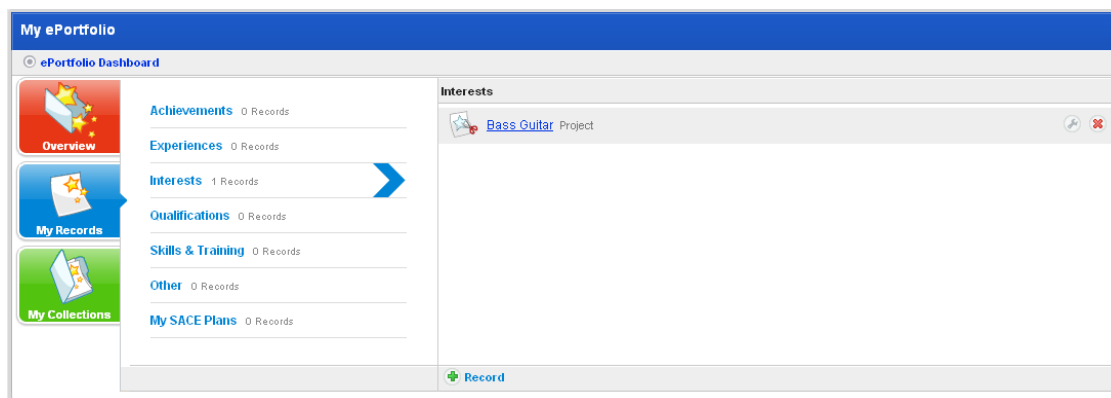 My ePortfolio
ePortfolio Dashboard
Overview
My Records
My Collections
Achievements 0 Records
Experiences 0 Records
Interests 1 Records
Qualifications 0 Records
Skills & Training 0 Records
Other 0 Records
My SACE Plans 0 Records
Interests
Bass Guitar Project
Record